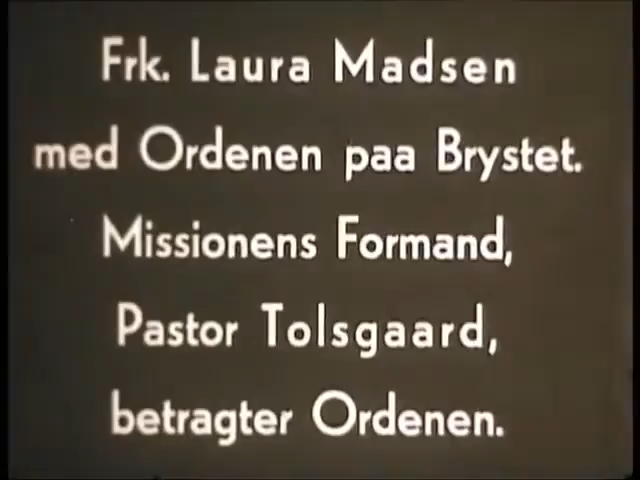 Frk. Laura Madsen
med Ordenen paa Brystet.
Missionens Formand,
Pastor Tolsgaard,
betragter Ordenen.